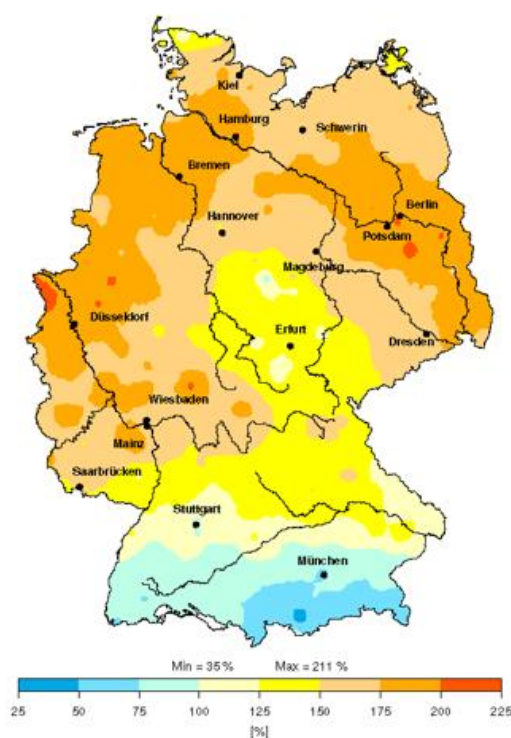 Kiel
Hamburg
Schwerin
Bremen
Berlin
Hannover
Potsdam
Magdeburg
Düsseldorf
Erfurt
Dresden
Wiesbaden
Mainz
Saarbrücken
Stuttgart
München
Min = 35 % Max = 211 %
25 50 75 100 125 150 175 200 225
[%]